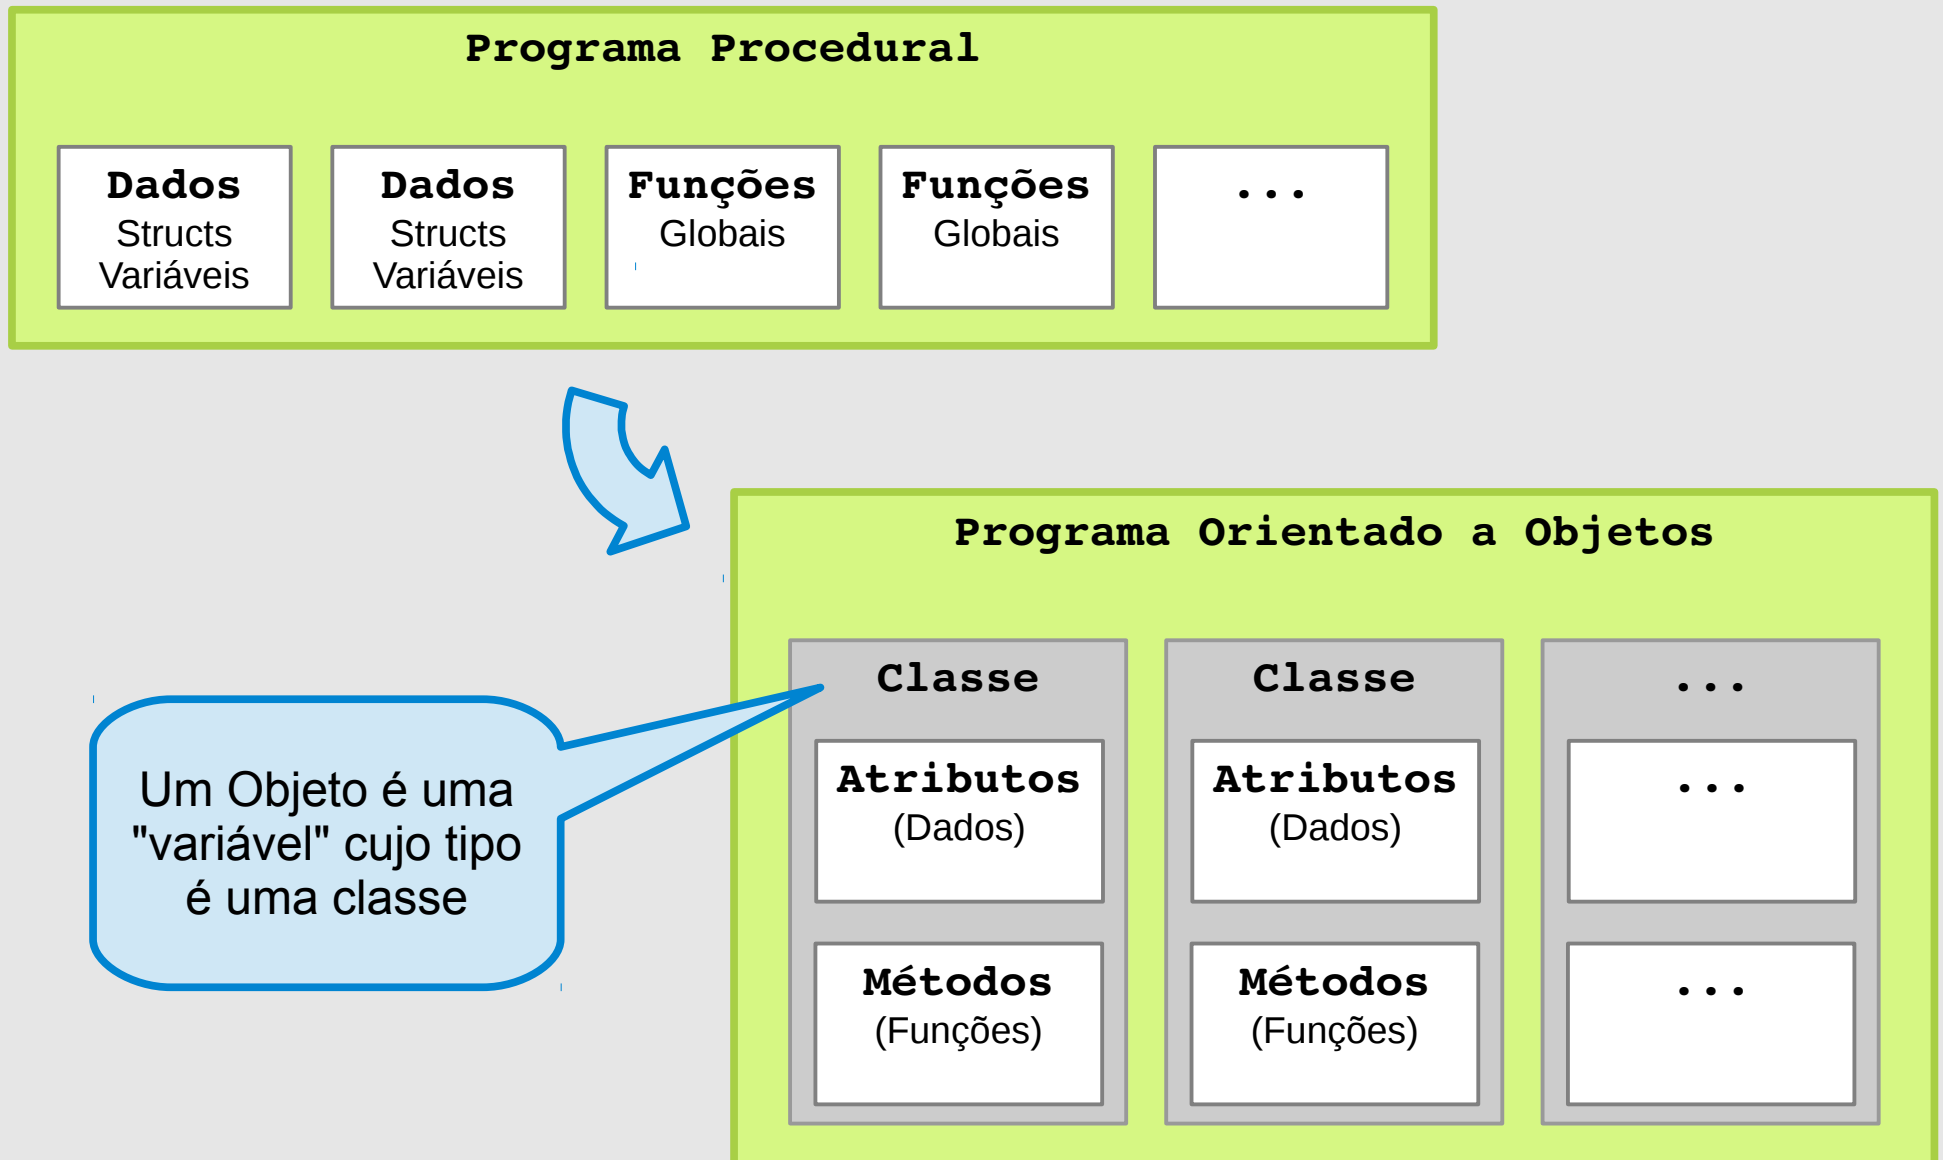 Programa Procedural
Dados
Structs
Variáveis
Dados
Structs
Variáveis
Funções
Globais
Funções
Globais
...
Programa Orientado a Objetos
Classe
Atributos
(Dados)
Métodos
(Funções)
Classe
Atributos
(Dados)
Métodos
(Funções)
...
...
...
Um Objeto é uma
"variável" cujo tipo
é uma classe